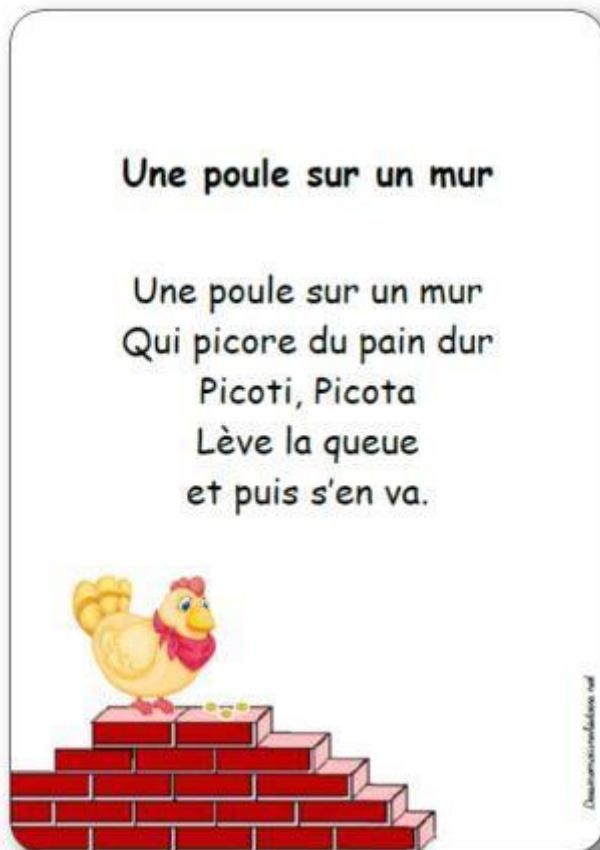 Une poule sur un mur
Une poule sur un mur
Qui picore du pain dur
Picoti, Picota
Lève la queue
et puis s'en va.